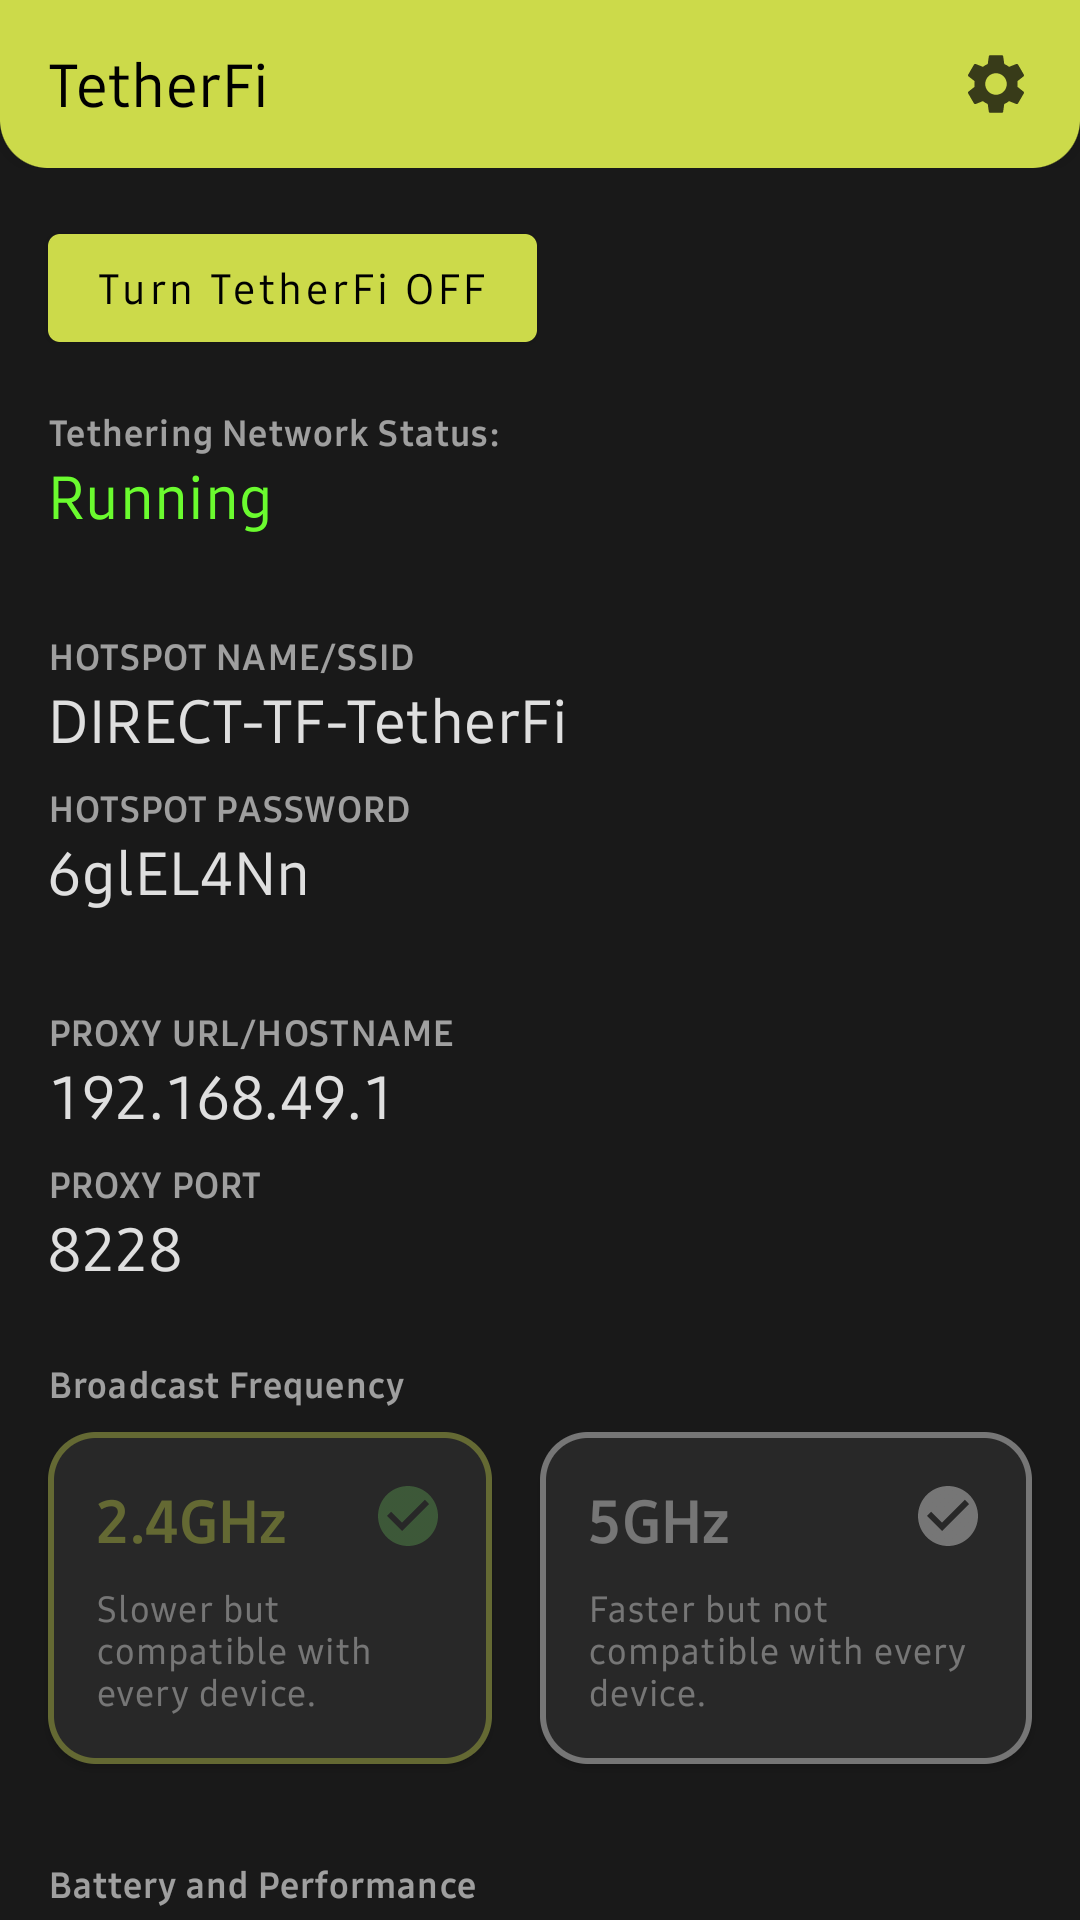 TetherFi
Turn TetherFi OFF
Tethering Network Status:
Running
HOTSPOT NAME/SSID
DIRECT-TF-TetherFi
HOTSPOT PASSWORD
6glEL4Nn
PROXY URL/HOSTNAME
192.168.49.1
PROXY PORT
8228
Broadcast Frequency
2.4GHz
Slower but
compatible with
every device.
5GHz
Faster but not
compatible with every
device.
Battery and Performance